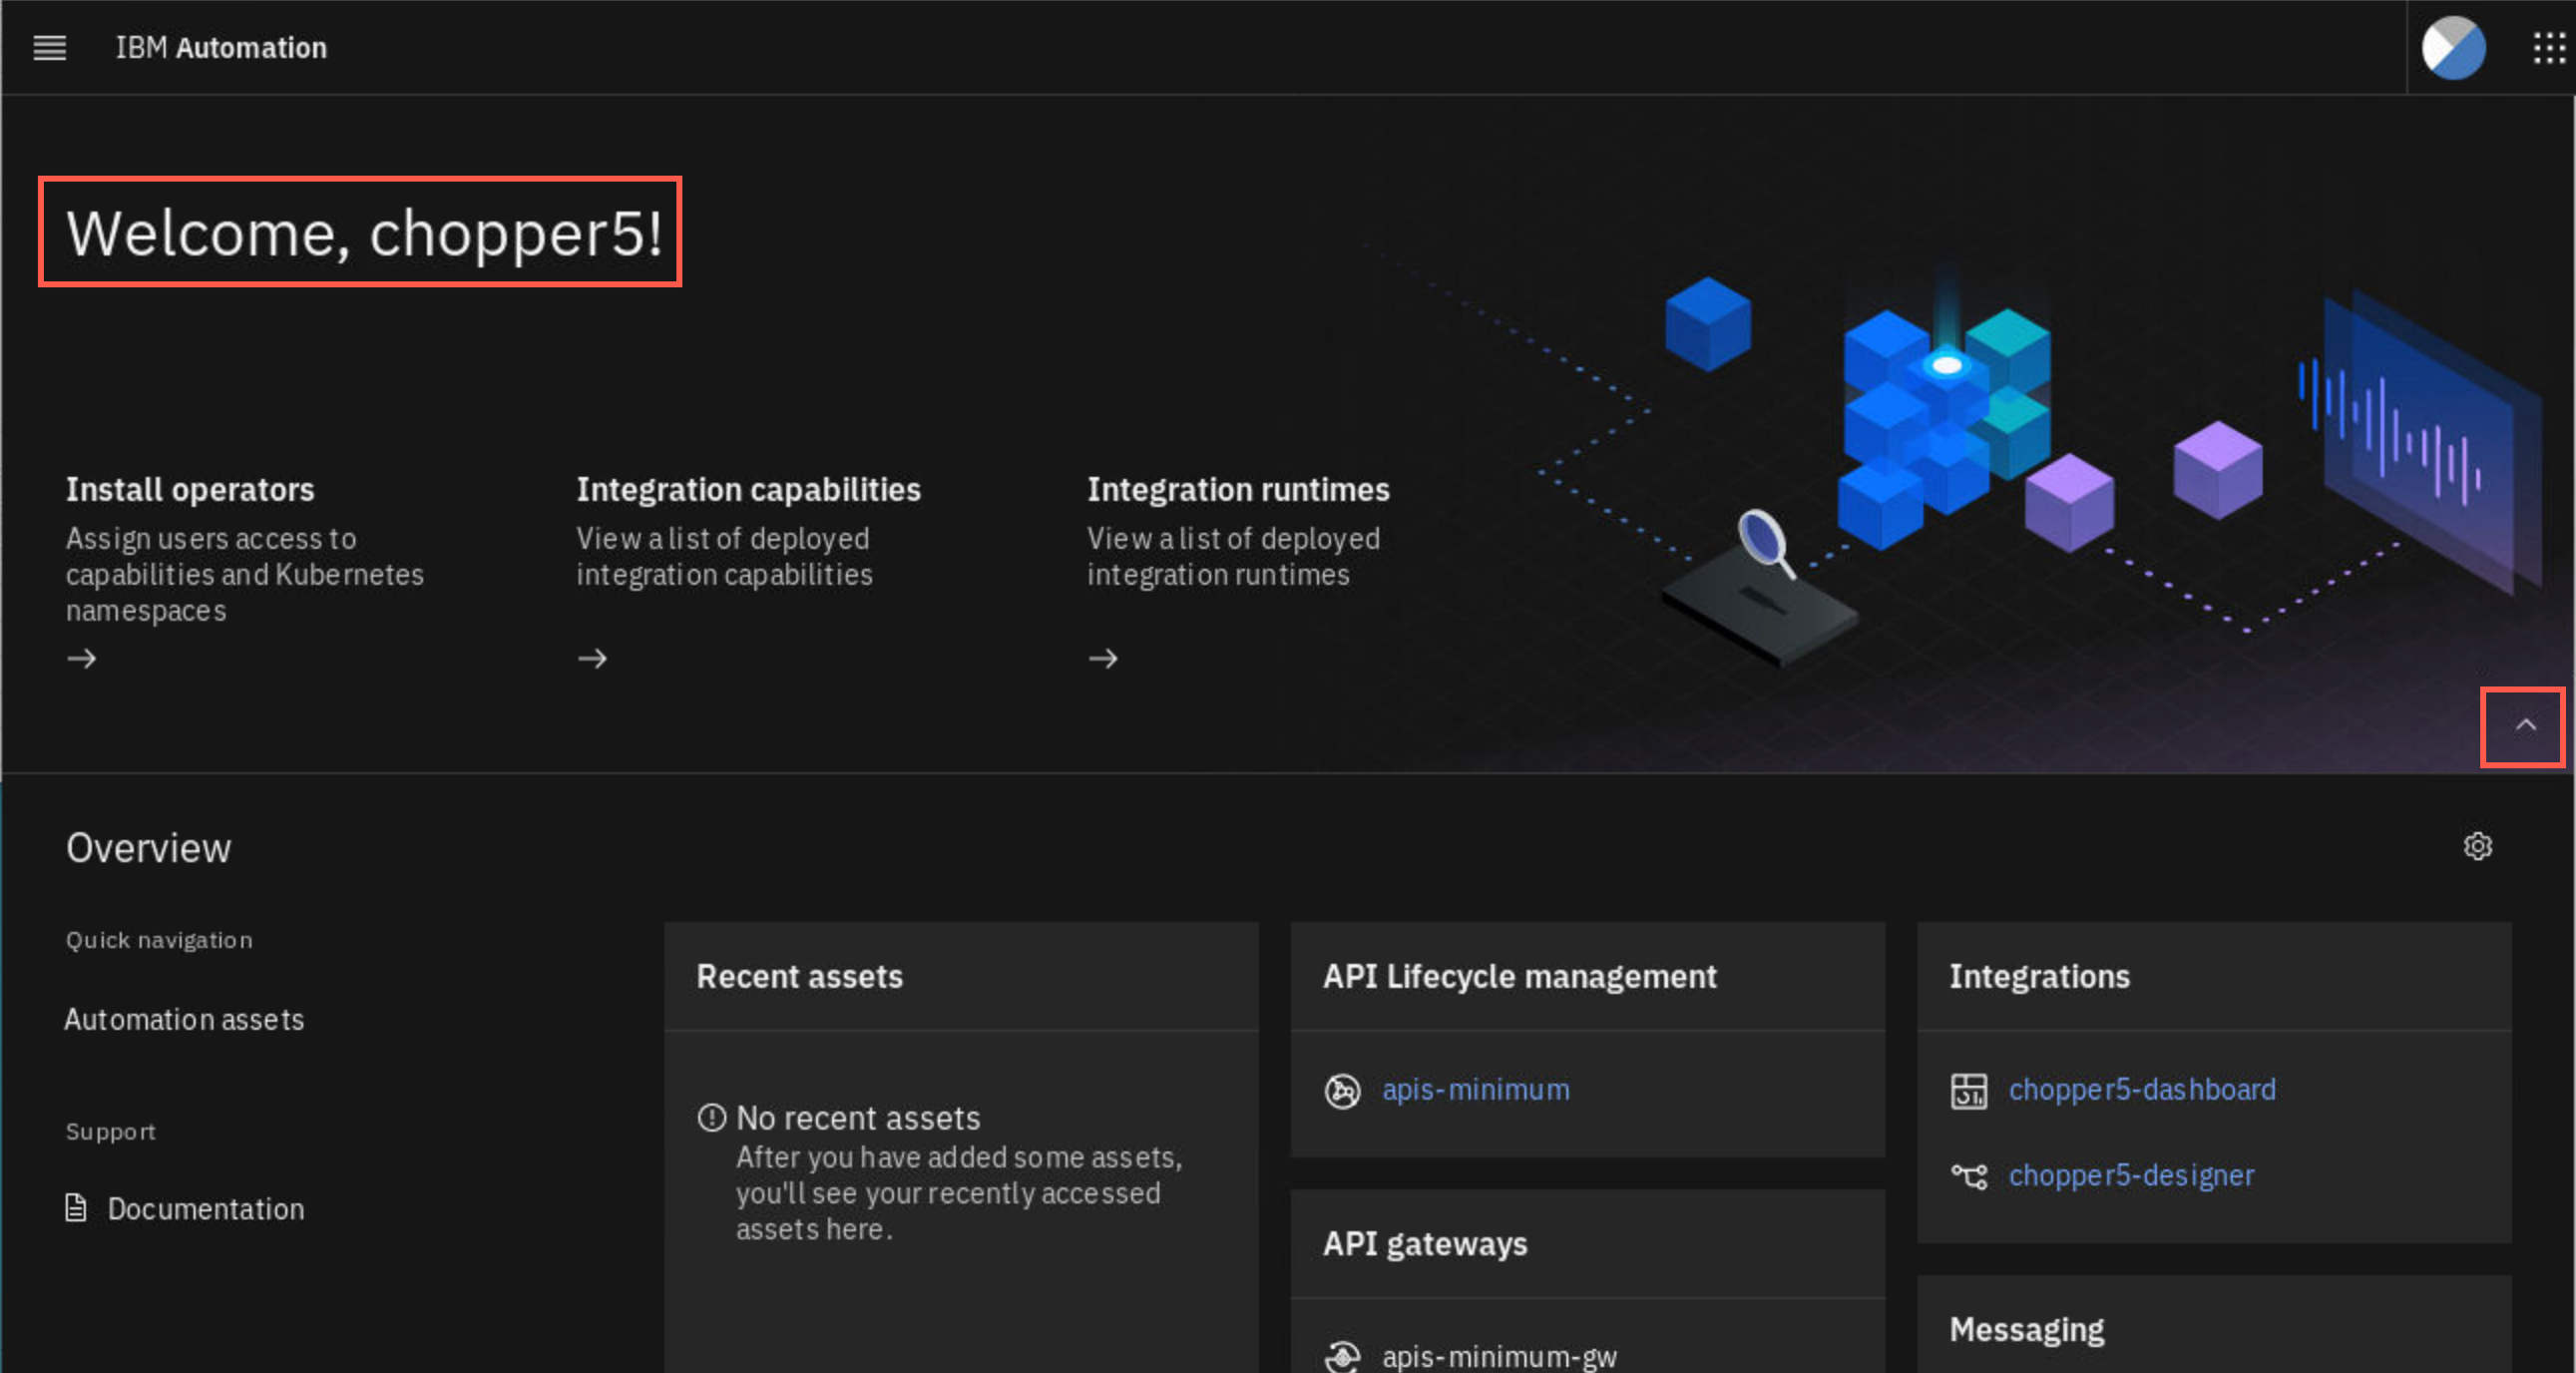 IBM Automation
Welcome, chopper5!
Install operators
Assign users access to
capabilities and Kubernetes
namespaces
Integration capabilities
View a list of deployed
integration capabilities
Integration runtimes
View a list of deployed
integration runtimes
Overview
Quick navigation
Automation assets
Support
Documentation
Recent assets
No recent assets
After you have added some assets,
you'll see your recently accessed
assets here.
API Lifecycle management
apis-minimum
API gateways
apis-minimum-gw
Integrations
chopper5-dashboard
chopper5-designer
Messaging